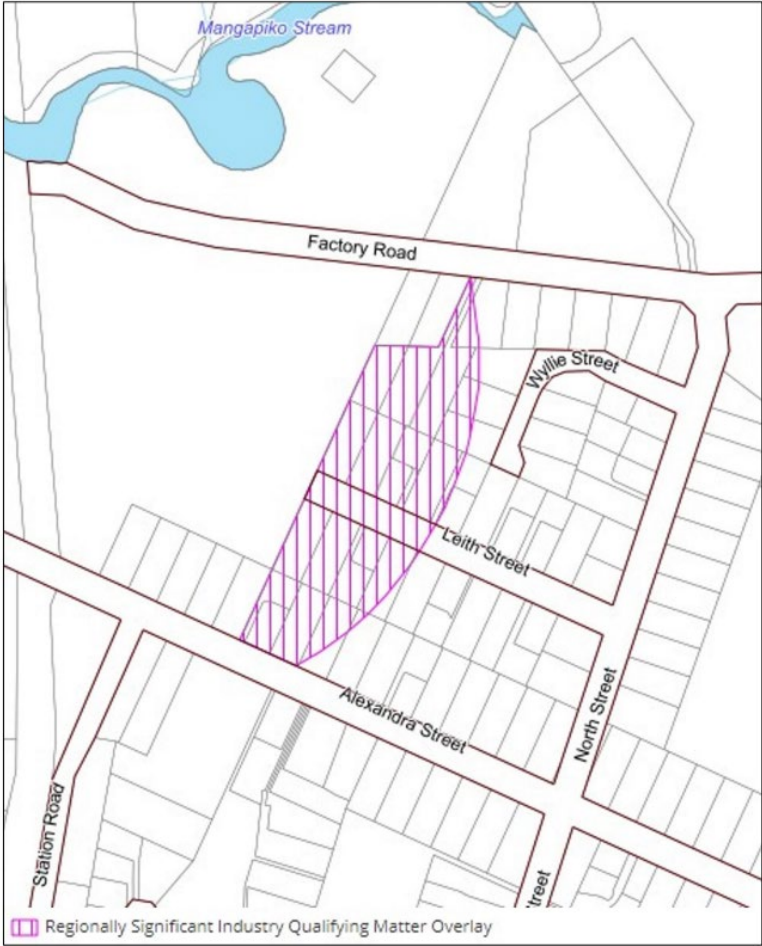 Mangapiko Stream
Factory Road
Wyllie Street
Leith Street
Alexandra Street
North Street
Station Road
treet
Regionally Significant Industry Qualifying Matter Overlay